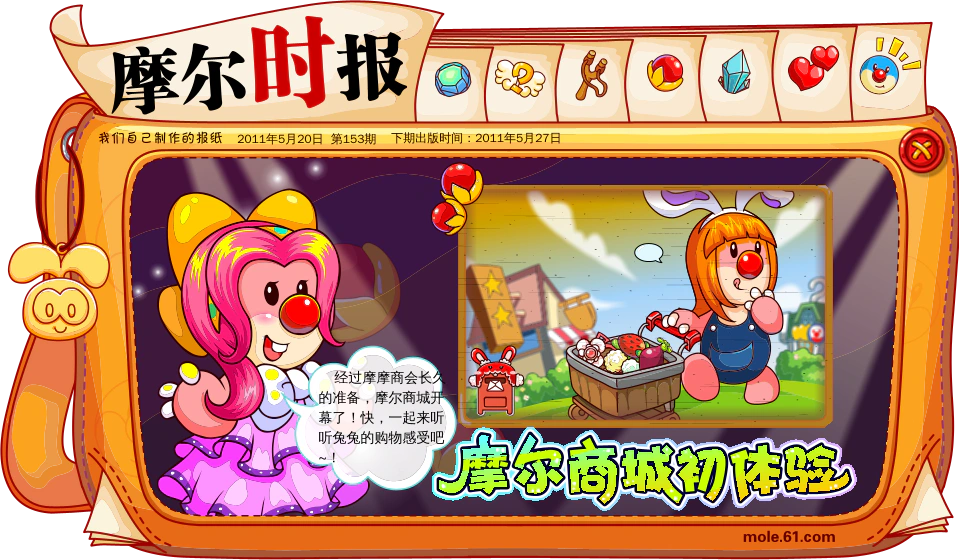 摩尔时报
我们自己制作的报纸 2011年5月20日 第153期 下期出版时间：2011年5月27日
经过摩摩商会长久
的准备，摩尔商城开
幕了！快，一起来听
听兔兔的购物感受吧
~！
摩尔商城初体验
mole.61.com